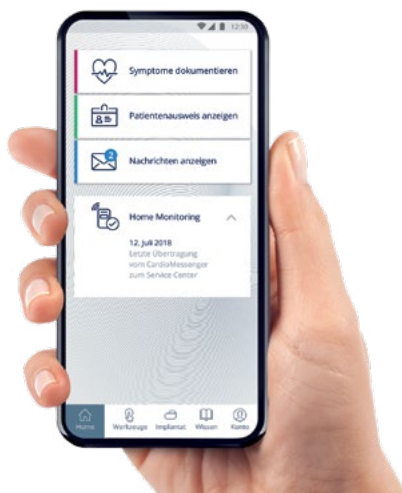 12:30
Symptome dokumentieren
Patientenausweis anzeigen
2
Nachrichten anzeigen
Home Monitoring
12. Juli 2018
Letzte Übertragung
vom CardioMessenger
zum Service Center
Home Werkzeuge Implantat Wissen Konto